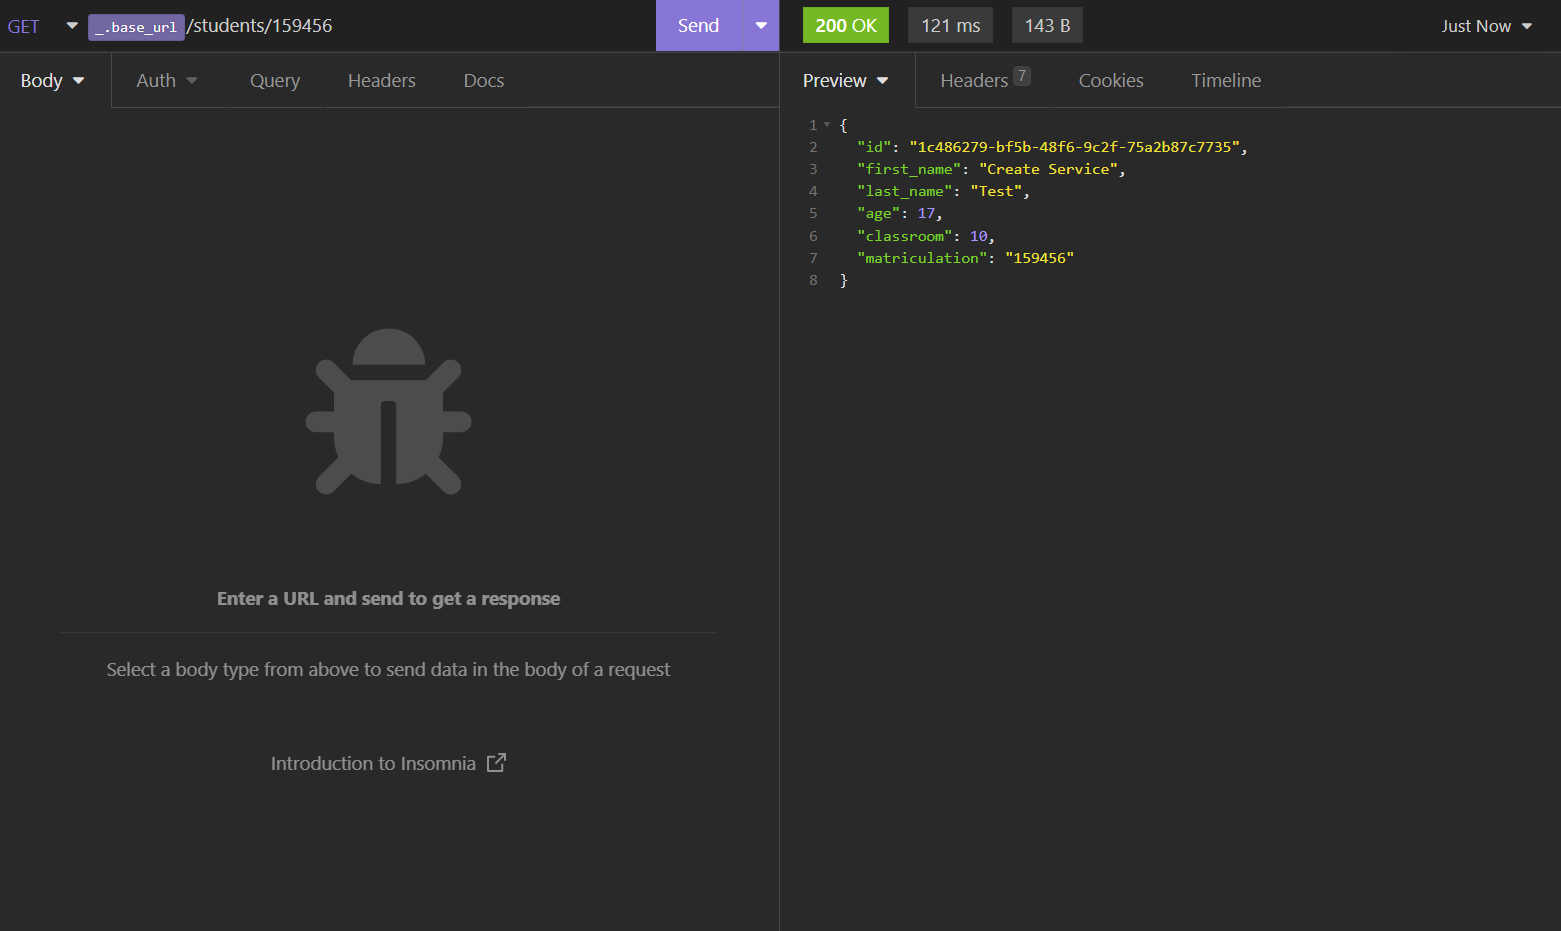 GET _.base_url/students/159456 Send 200 OK 121 ms 143 B Just Now
Body Auth Query Headers Docs
Preview Headers 7 Cookies Timeline
1 {
2 "id": "1c486279-bf5b-48f6-9c2f-75a2b87c7735",
3 "first_name": "Create Service",
4 "last_name": "Test",
5 "age": 17,
6 "classroom": 10,
7 "matriculation": "159456"
8 }
Enter a URL and send to get a response
Select a body type from above to send data in the body of a request
Introduction to Insomnia